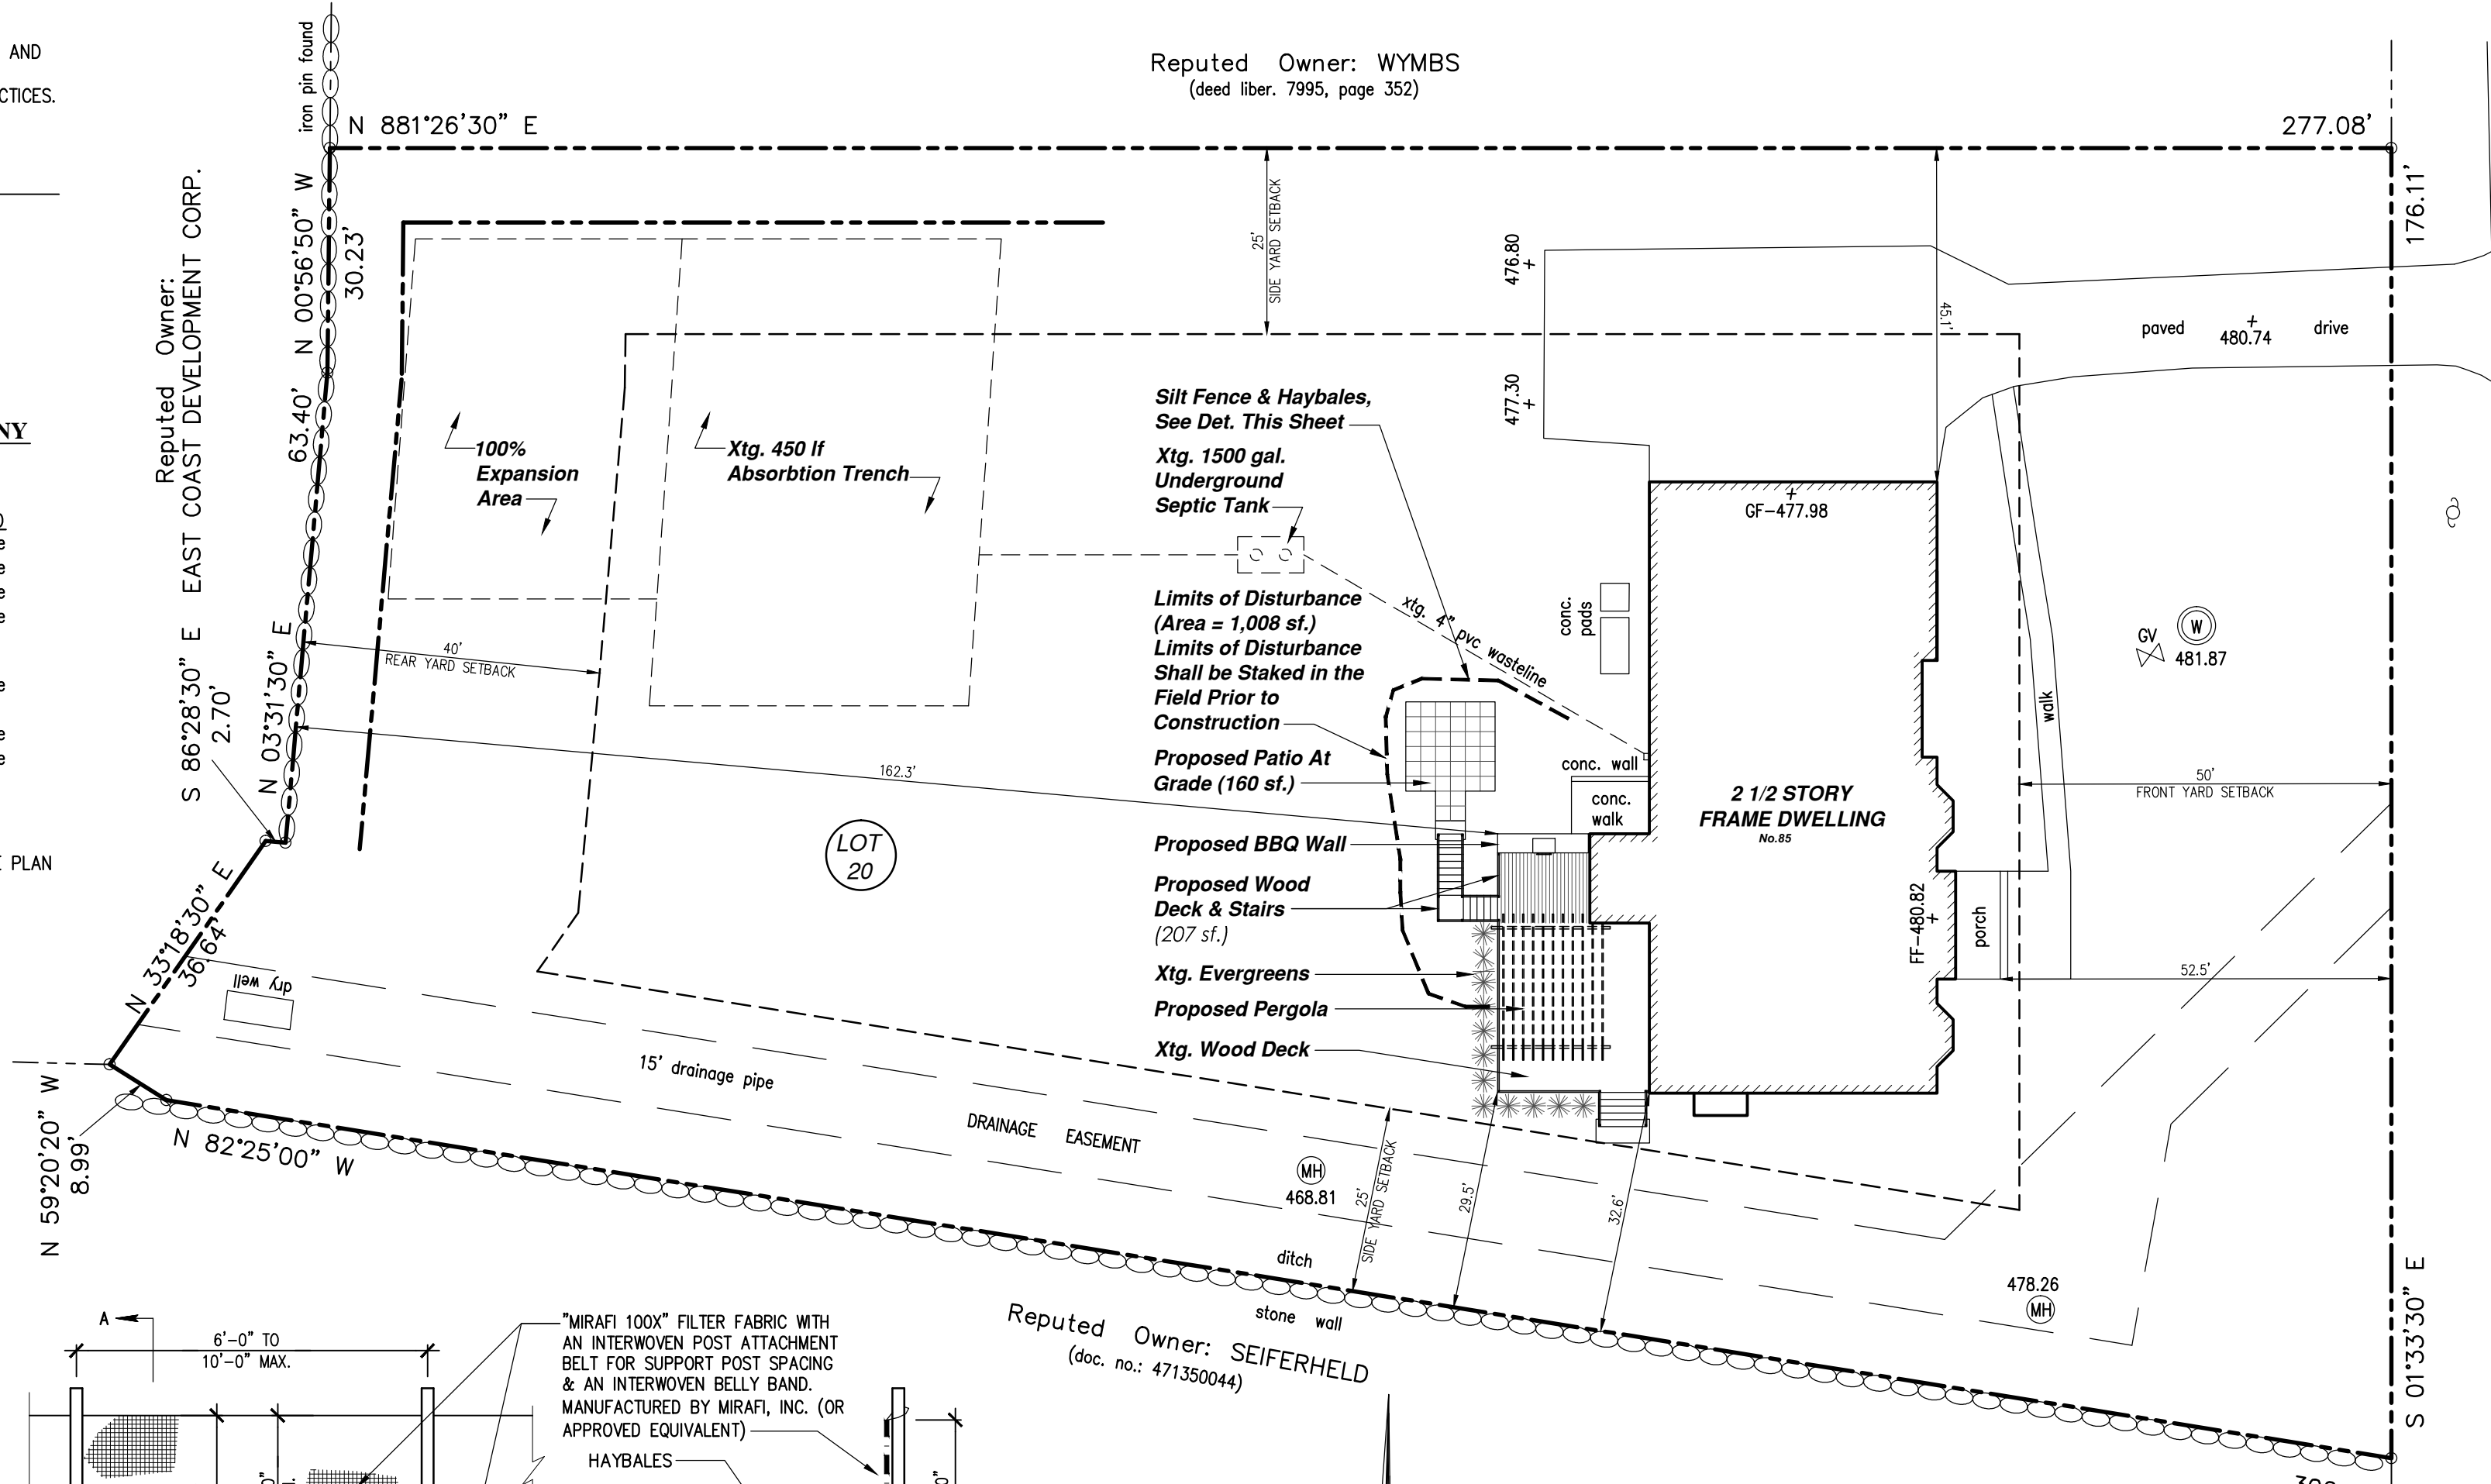 AND
CTICES.
NY
E PLAN
iron pin found
Reputed Owner: WYMBS
(deed liber. 7995, page 352)
N 881°26'30" E
277.08'
176.11'
S 01°33'30" E
N 00°56'50" W
30.23'
63.40'
N 03°31'30" E
Reputed Owner:
EAST COAST DEVELOPMENT CORP.
S 86°28'30" E
2.70'
N 33°18'30" E
36.64'
N 59°20'20" W
8.99'
N 82°25'00" W
25'
SIDE YARD SETBACK
476.80
477.30
45.1'
paved
480.74
drive
100%
Expansion
Area
Xtg. 450 lf
Absorbtion Trench
Silt Fence & Haybales,
See Det. This Sheet
Xtg. 1500 gal.
Underground
Septic Tank
Limits of Disturbance
(Area = 1,008 sf.)
Limits of Disturbance
Shall be Staked in the
Field Prior to
Construction
Proposed Patio At
Grade (160 sf.)
Proposed BBQ Wall
Proposed Wood
Deck & Stairs
(207 sf.)
Xtg. Evergreens
Proposed Pergola
Xtg. Wood Deck
xtg. 4" pvc wasteline
conc.
pads
conc. wall
conc.
walk
GF-477.98
2 1/2 STORY
FRAME DWELLING
No.85
FF-480.82
porch
walk
GV
W
481.87
50'
FRONT YARD SETBACK
52.5'
40'
REAR YARD SETBACK
162.3'
LOT
20
dry well
15' drainage pipe
DRAINAGE EASEMENT
MH
468.81
25'
SIDE YARD SETBACK
29.5'
32.6'
ditch
stone wall
478.26
MH
Reputed Owner: SEIFERHELD
(doc. no.: 471350044)
A
6'-0" TO
10'-0" MAX.
"MIRAFI 100X" FILTER FABRIC WITH
AN INTERWOVEN POST ATTACHMENT
BELT FOR SUPPORT POST SPACING
& AN INTERWOVEN BELLY BAND.
MANUFACTURED BY MIRAFI, INC. (OR
APPROVED EQUIVALENT)
HAYBALES